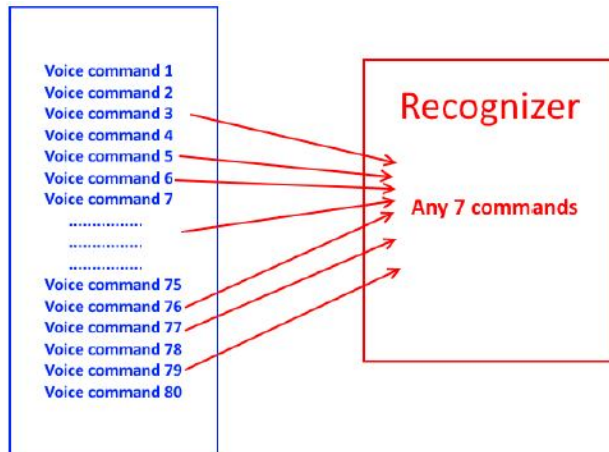 Voice command 1
Voice command 2
Voice command 3
Voice command 4
Voice command 5
Voice command 6
Voice command 7
................
................
................
Voice command 75
Voice command 76
Voice command 77
Voice command 78
Voice command 79
Voice command 80
Recognizer
Any 7 commands